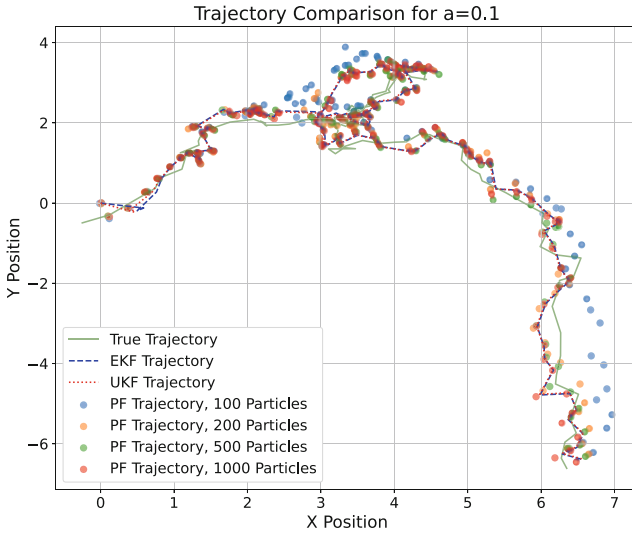 Trajectory Comparison for a=0.1
4
2
0
−2
−4
−6
Y Position
True Trajectory
EKF Trajectory
UKF Trajectory
PF Trajectory, 100 Particles
PF Trajectory, 200 Particles
PF Trajectory, 500 Particles
PF Trajectory, 1000 Particles
0 1 2 3 4 5 6 7
X Position